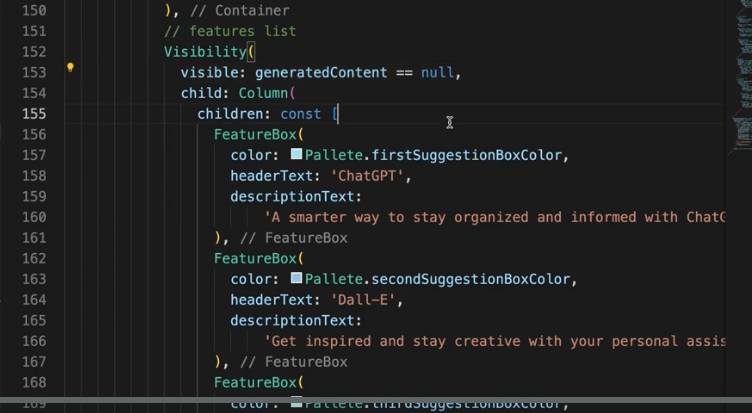 150 ), // Container
151 // features list
152 Visibility(
153 visible: generatedContent == null,
154 child: Column(
155 children: const [
156 FeatureBox(
157 color: Pallete.firstSuggestionBoxColor,
158 headerText: 'ChatGPT',
159 descriptionText:
160 'A smarter way to stay organized and informed with ChatG
161 ), // FeatureBox
162 FeatureBox(
163 color: Pallete.secondSuggestionBoxColor,
164 headerText: 'Dall-E',
165 descriptionText:
166 'Get inspired and stay creative with your personal assis
167 ), // FeatureBox
168 FeatureBox(
169 color: Pallete.thirdSuggestionBoxColor,